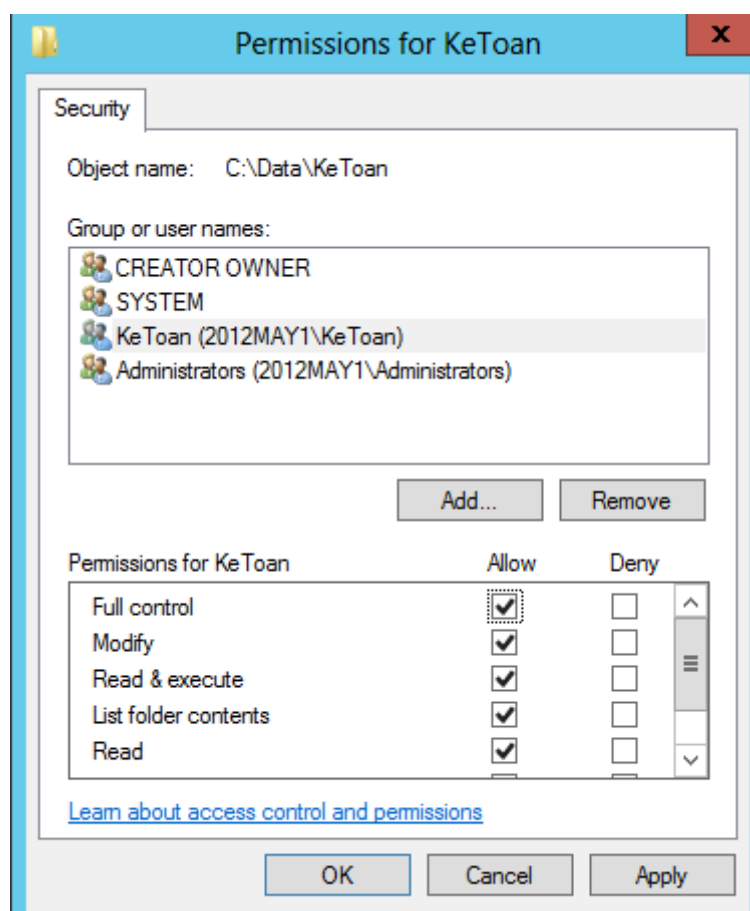 Permissions for KeToan
x
Security
Object name: C:\Data\KeToan
Group or user names:
CREATOR OWNER
SYSTEM
KeToan (2012MAY1\KeToan)
Administrators (2012MAY1\Administrators)
Add... Remove
Permissions for KeToan Allow Deny
Full control
Modify
Read & execute
List folder contents
Read
Learn about access control and permissions
OK Cancel Apply